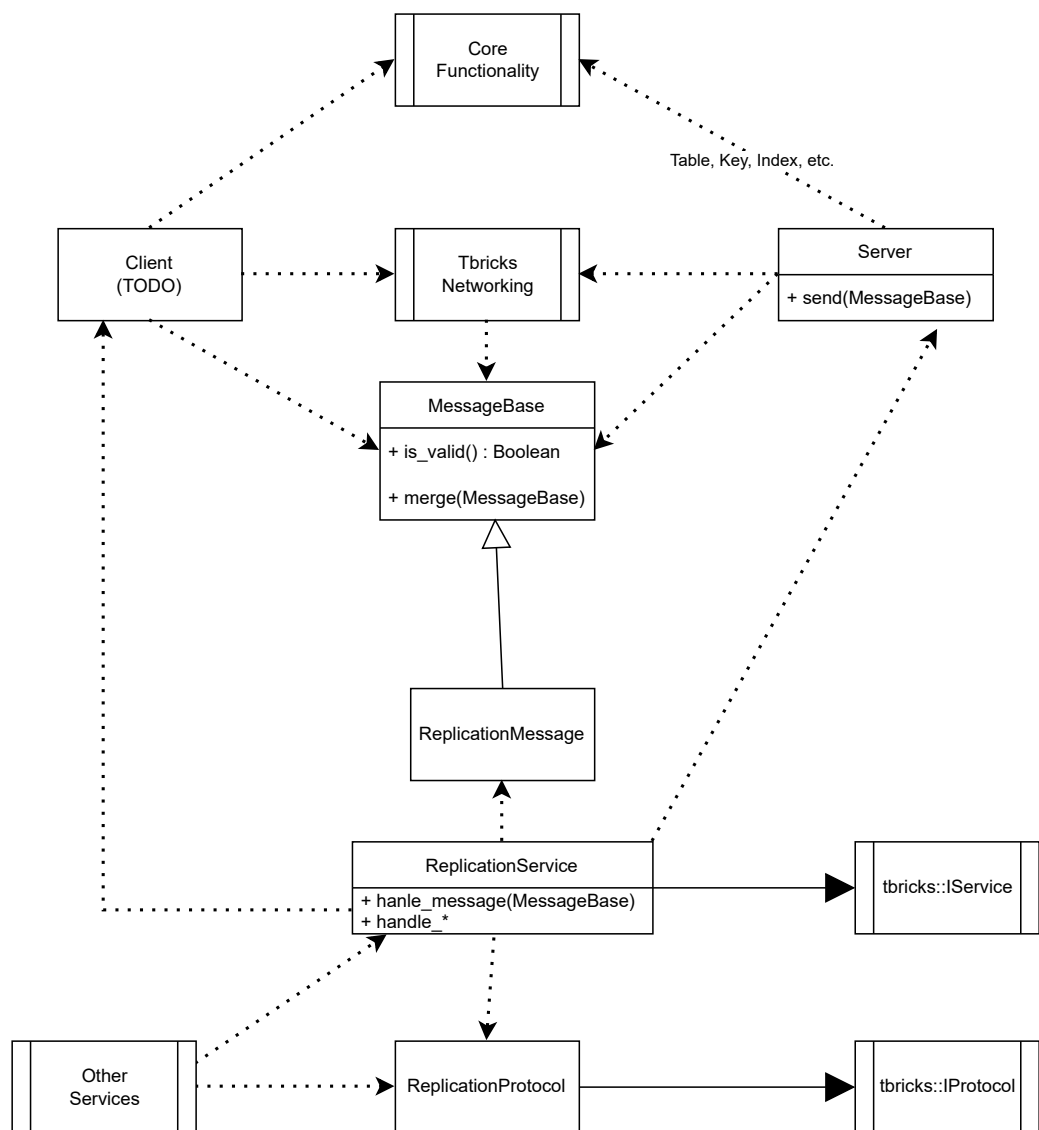 Core
Functionality
Table, Key, Index, etc.
Client
(TODO)
Tbricks
Networking
Server
+ send(MessageBase)
MessageBase
+ is_valid() : Boolean
+ merge(MessageBase)
ReplicationMessage
ReplicationService
+ hanle_message(MessageBase)
+ handle_*
tbricks::IService
Other
Services
ReplicationProtocol
tbricks::IProtocol